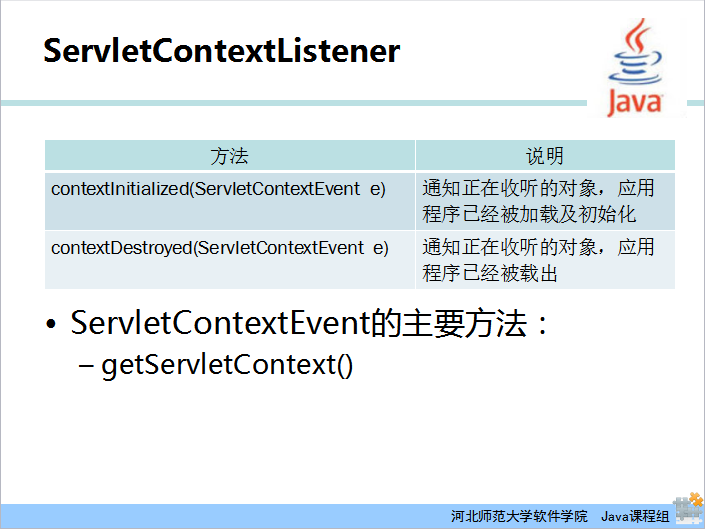 ServletContextListener
Java
方法 说明
contextInitialized(ServletContextEvent e) 通知正在收听的对象，应用
程序已经被加载及初始化
contextDestroyed(ServletContextEvent e) 通知正在收听的对象，应用
程序已经被载出
• ServletContextEvent的主要方法：
– getServletContext()
河北师范大学软件学院 Java课程组